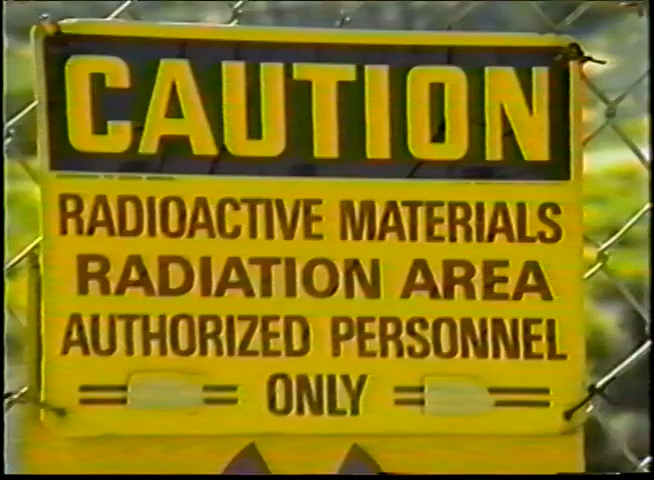 CAUTION
RADIOACTIVE MATERIALS
RADIATION AREA
AUTHORIZED PERSONNEL
ONLY